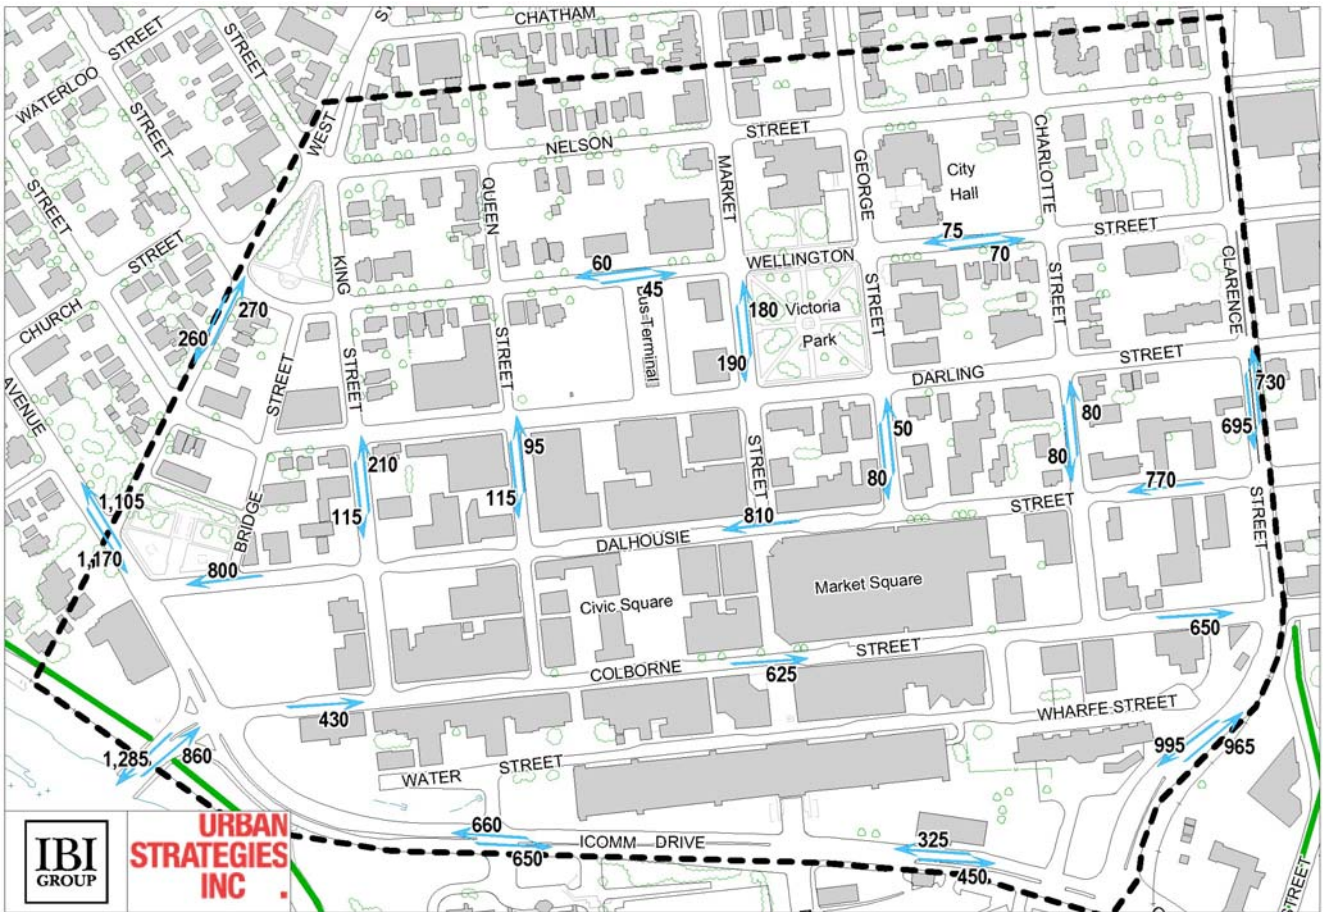 CHATHAM
STREET
WATERLOO
STREET
STREET
WEST
NELSON
STREET
CHARLOTTE
MARKET
GEORGE
City
Hall
STREET
QUEEN
STREET
75
70
STREET
WELLINGTON
60
45
KING
CLARENCE
CHURCH
STREET
270
260
180
190
Victoria
Park
STREET
STREET
Bus Terminal
STREET
STREET
STREET
DARLING
STREET
AVENUE
730
695
80
80
50
80
95
115
210
115
STREET
770
STREET
810
STREET
1,105
1,170
BRIDGE
DALHOUSIE
800
Civic Square
Market Square
650
STREET
COLBORNE
625
430
WHARFE STREET
1,285
860
WATER
STREET
995
965
660
650
ICOMM DRIVE
325
450
STREET
IBI
GROUP
URBAN
STRATEGIES
INC .